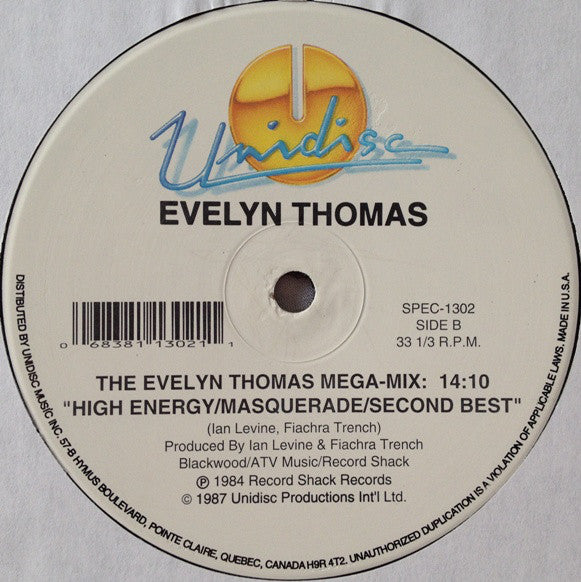 Unidisc
EVELYN THOMAS
SPEC-1302
SIDE B
33 1/3 R.P.M.
0 68381 13021 1
THE EVELYN THOMAS MEGA-MIX: 14:10
"HIGH ENERGY/MASQUERADE/SECOND BEST"
(Ian Levine, Fiachra Trench)
Produced By Ian Levine & Fiachra Trench
Blackwood/ATV Music/Record Shack
℗ 1984 Record Shack Records
© 1987 Unidisc Productions Int'l Ltd.
DISTRIBUTED BY UNIDISC MUSIC INC. 57-B HYMUS BOULEVARD, POINTE CLAIRE, QUEBEC, CANADA H9R 4T2. UNAUTHORIZED DUPLICATION IS A VIOLATION OF APPLICABLE LAWS. MADE IN U.S.A.